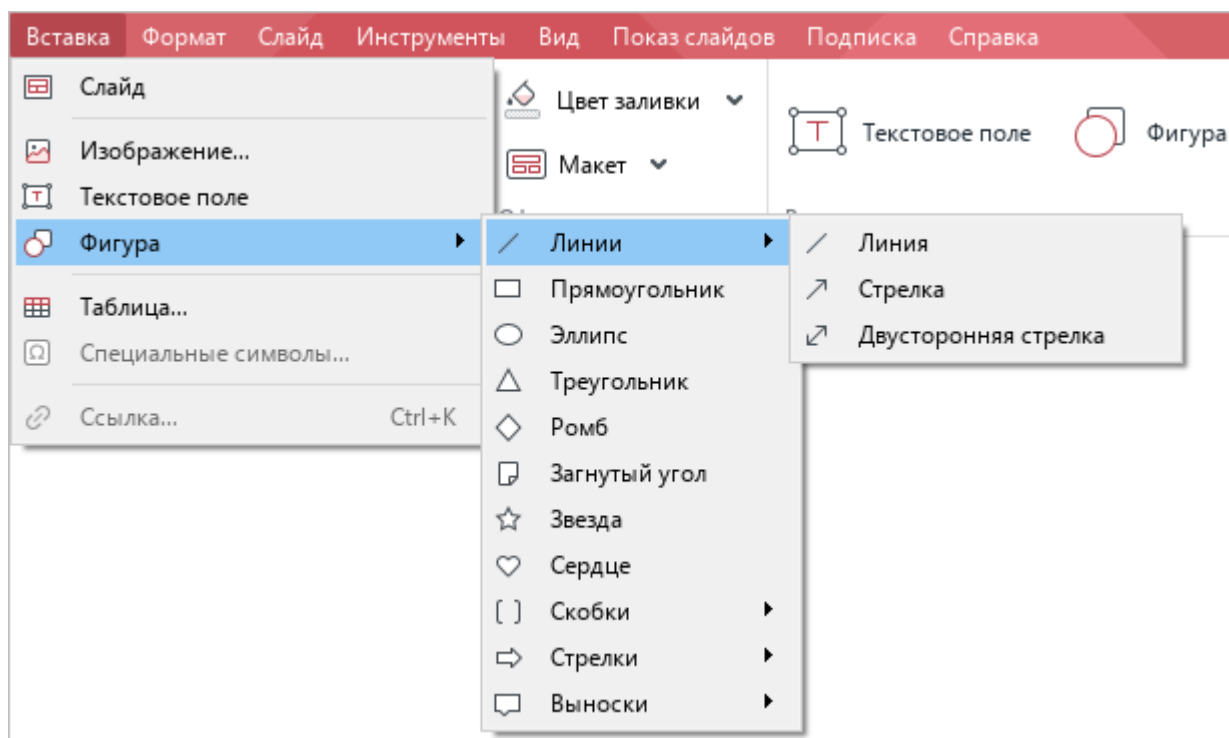 Вставка Формат Слайд Инструменты Вид Показ слайдов Подписка Справка
Слайд
Изображение...
Текстовое поле
Фигура
Таблица...
Специальные символы...
Ссылка... Ctrl+K
Цвет заливки
Макет
Текстовое поле
Фигура
Линии
Прямоугольник
Эллипс
Треугольник
Ромб
Загнутый угол
Звезда
Сердце
Скобки
Стрелки
Выноски
Линия
Стрелка
Двусторонняя стрелка